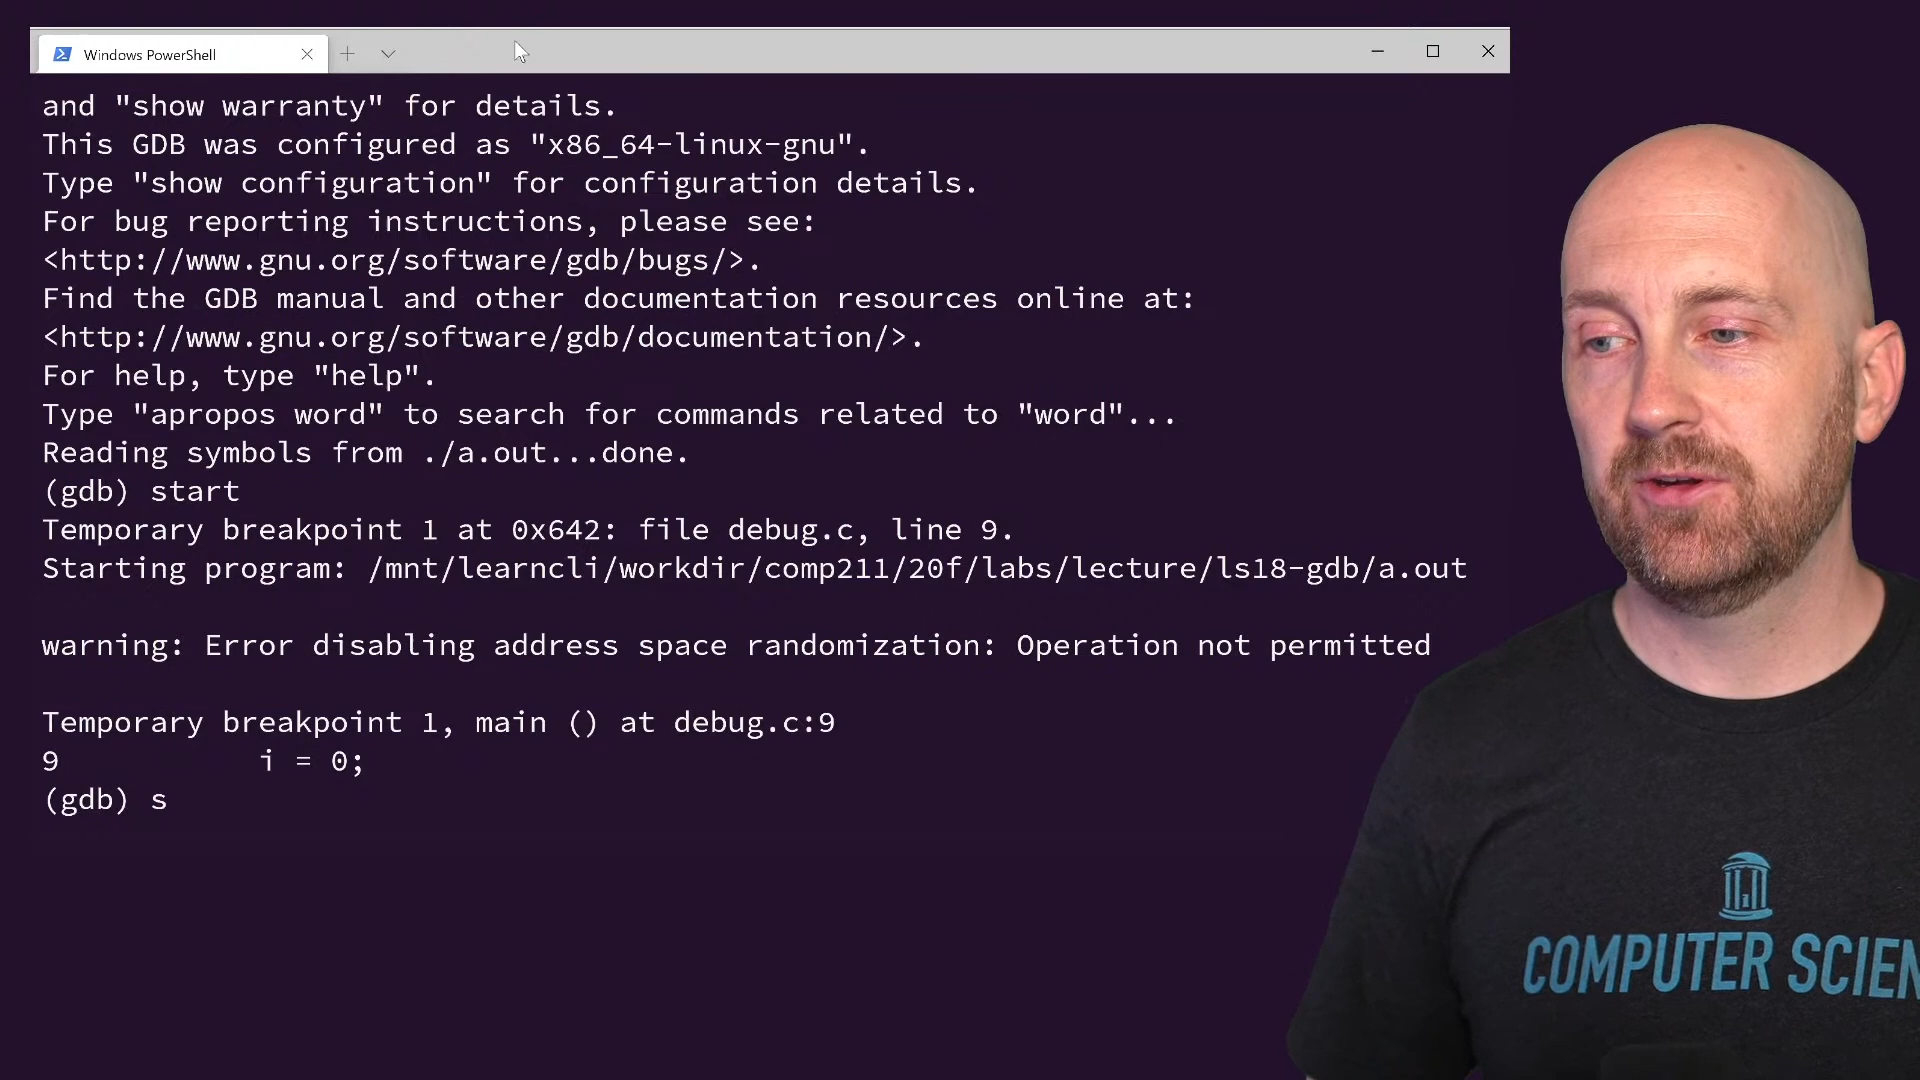 Windows PowerShell
and "show warranty" for details.
This GDB was configured as "x86_64-linux-gnu".
Type "show configuration" for configuration details.
For bug reporting instructions, please see:
<http://www.gnu.org/software/gdb/bugs/>.
Find the GDB manual and other documentation resources online at:
<http://www.gnu.org/software/gdb/documentation/>.
For help, type "help".
Type "apropos word" to search for commands related to "word"...
Reading symbols from ./a.out...done.
(gdb) start
Temporary breakpoint 1 at 0x642: file debug.c, line 9.
Starting program: /mnt/learncli/workdir/comp211/20f/labs/lecture/ls18-gdb/a.out
warning: Error disabling address space randomization: Operation not permitted
Temporary breakpoint 1, main () at debug.c:9
9           i = 0;
(gdb) s
COMPUTER SCIEN